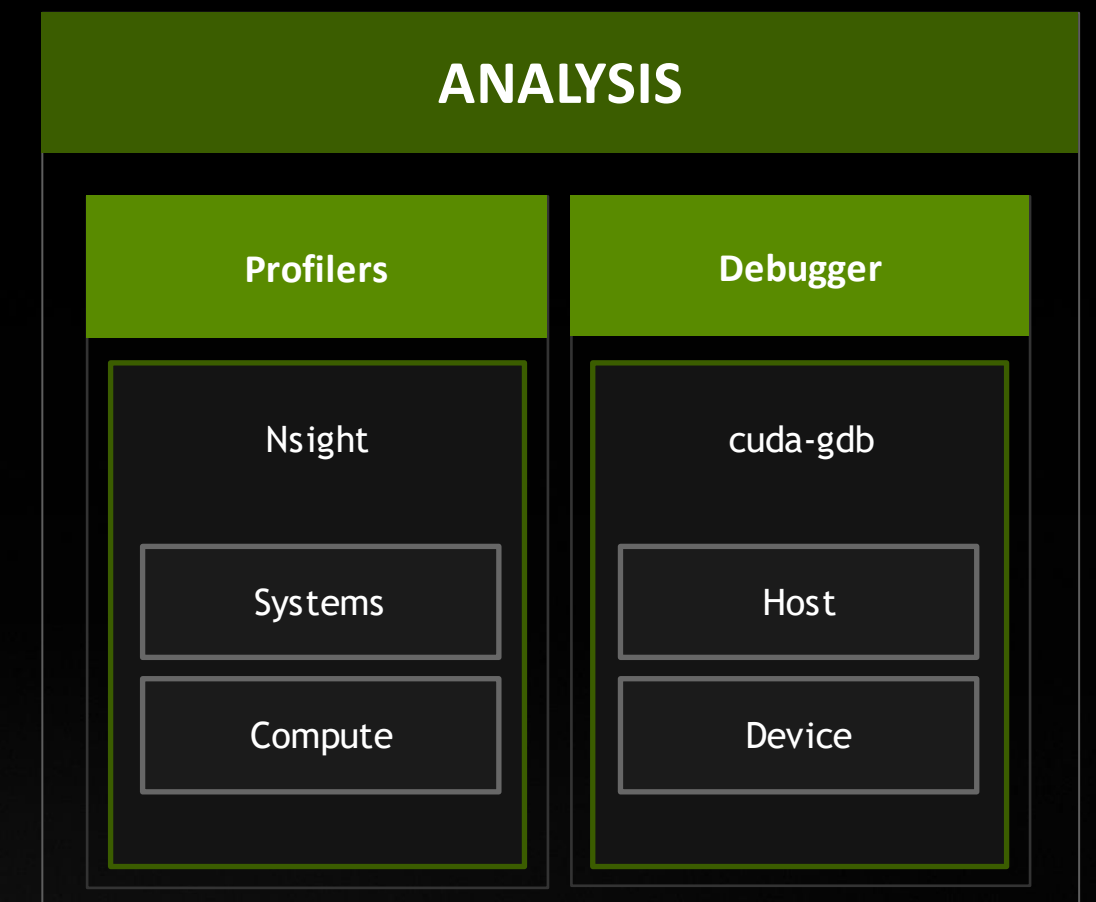 ANALYSIS
Profilers
Nsight
Systems
Compute
Debugger
cuda-gdb
Host
Device